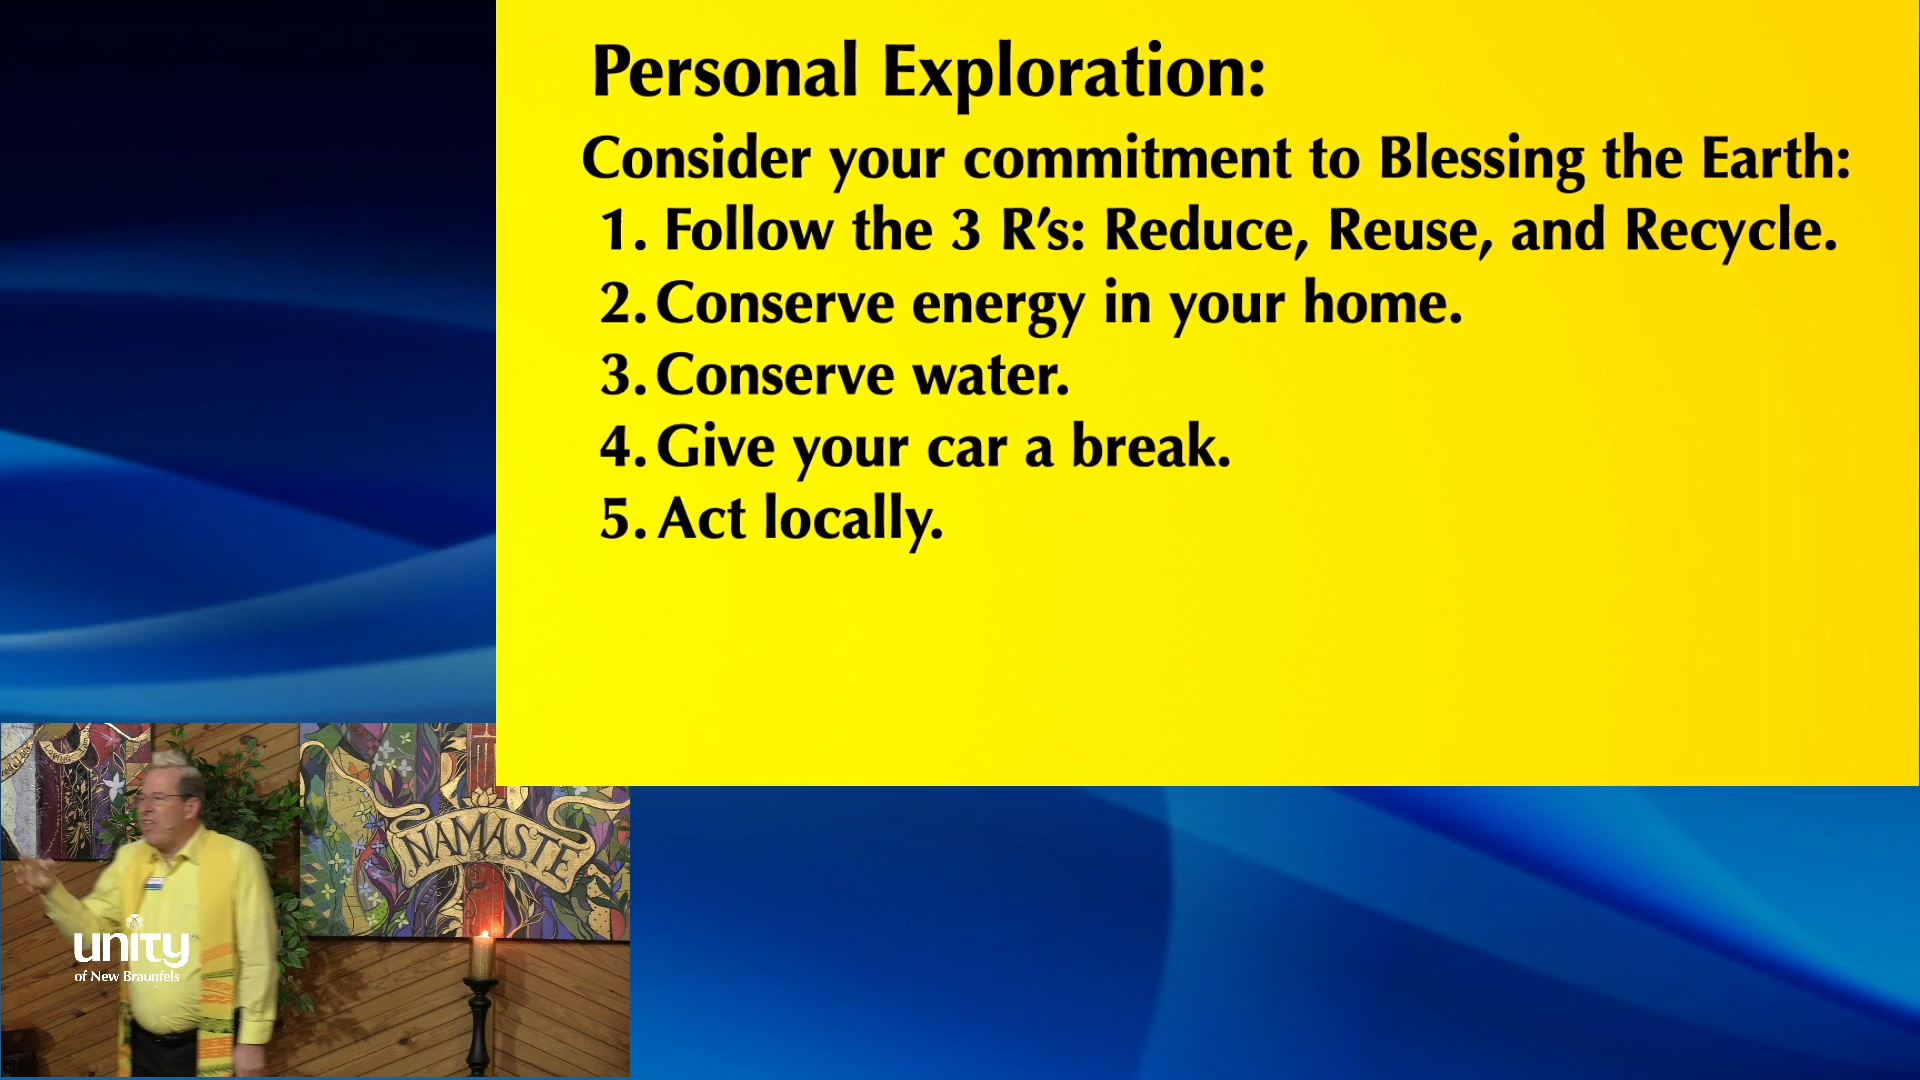 Personal Exploration:
Consider your commitment to Blessing the Earth:
1. Follow the 3 R’s: Reduce, Reuse, and Recycle.
2. Conserve energy in your home.
3. Conserve water.
4. Give your car a break.
5. Act locally.
NAMASTE
unity
of New Braunfels